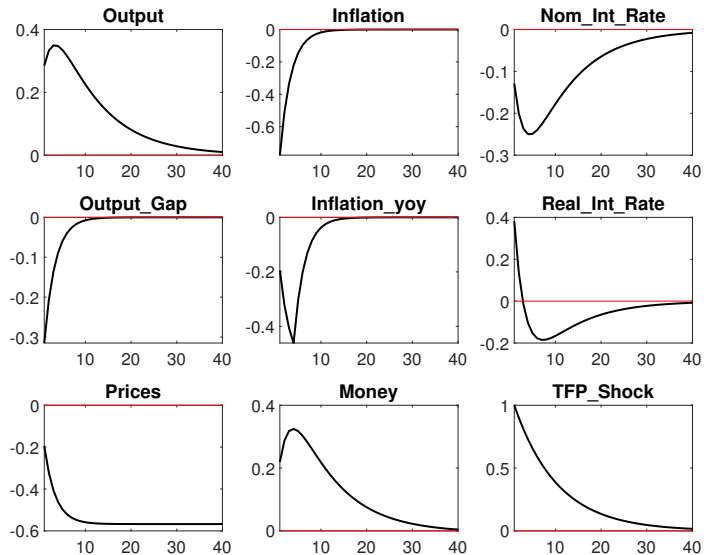 Output
0.4
0.2
0
10 20 30 40
Inflation
0
-0.2
-0.4
-0.6
10 20 30 40
Nom_Int_Rate
0
-0.1
-0.2
-0.3
10 20 30 40
Output_Gap
0
-0.1
-0.2
-0.3
10 20 30 40
Inflation_yoy
0
-0.2
-0.4
10 20 30 40
Real_Int_Rate
0.4
0.2
0
-0.2
10 20 30 40
Prices
0
-0.2
-0.4
-0.6
10 20 30 40
Money
0.4
0.2
0
10 20 30 40
TFP_Shock
1
0.5
0
10 20 30 40